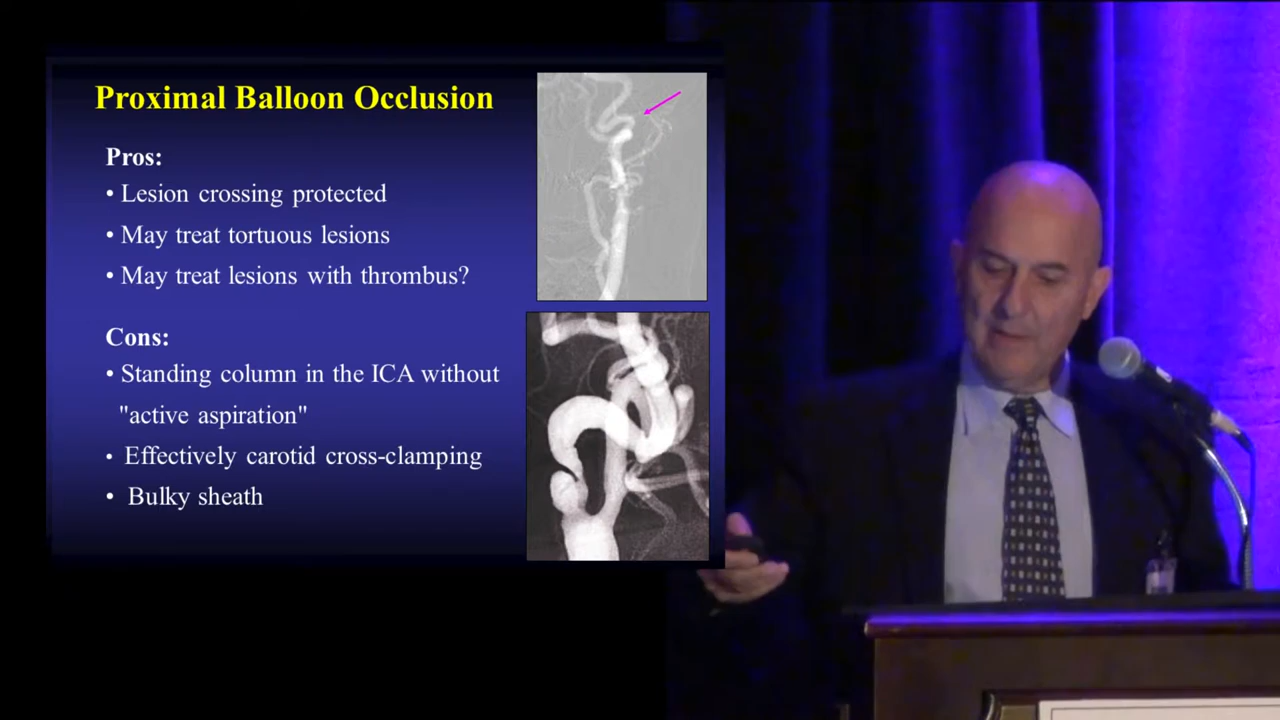 Proximal Balloon Occlusion
Pros:
• Lesion crossing protected
• May treat tortuous lesions
• May treat lesions with thrombus?
Cons:
• Standing column in the ICA without
"active aspiration"
• Effectively carotid cross-clamping
• Bulky sheath